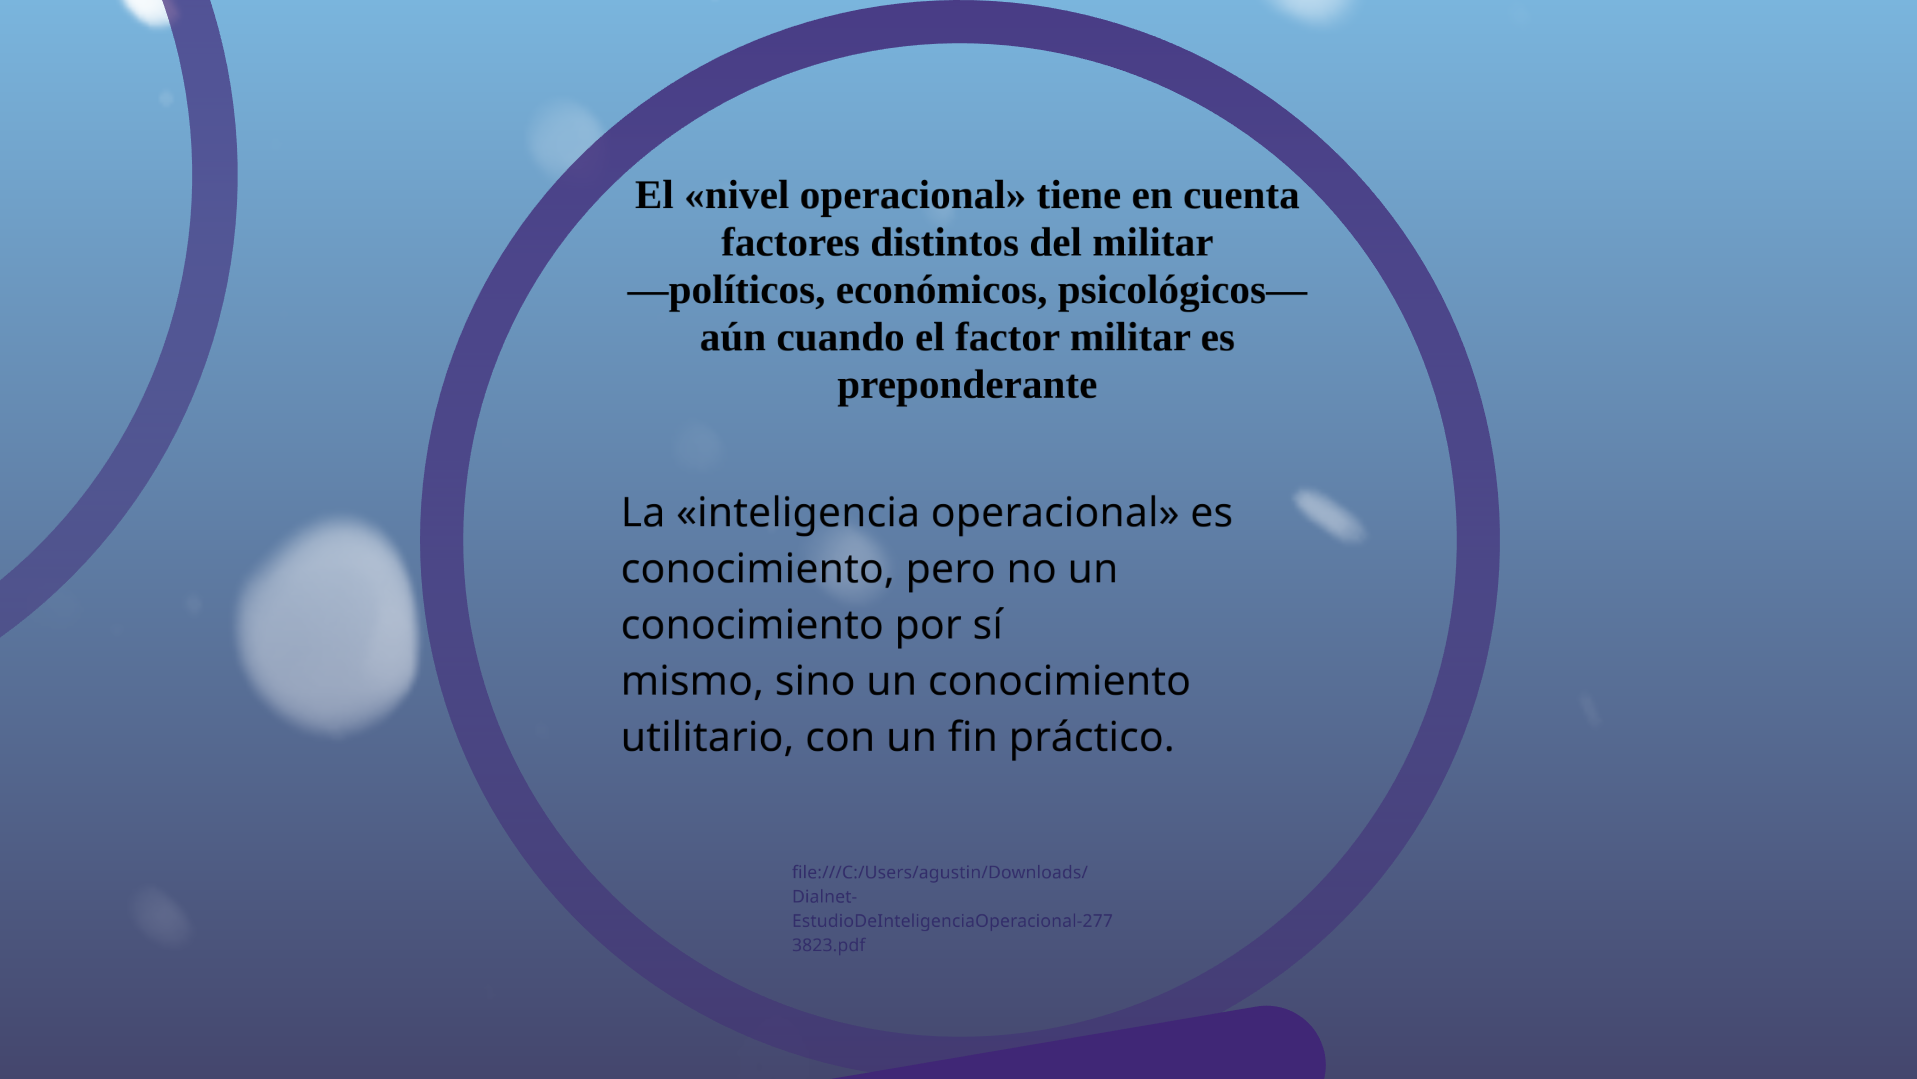 El «nivel operacional» tiene en cuenta
factores distintos del militar
—políticos, económicos, psicológicos—
aún cuando el factor militar es
preponderante
La «inteligencia operacional» es
conocimiento, pero no un
conocimiento por sí
mismo, sino un conocimiento
utilitario, con un fin práctico.
file:///C:/Users/agustin/Downloads/
Dialnet-
EstudioDeInteligenciaOperacional-277
3823.pdf